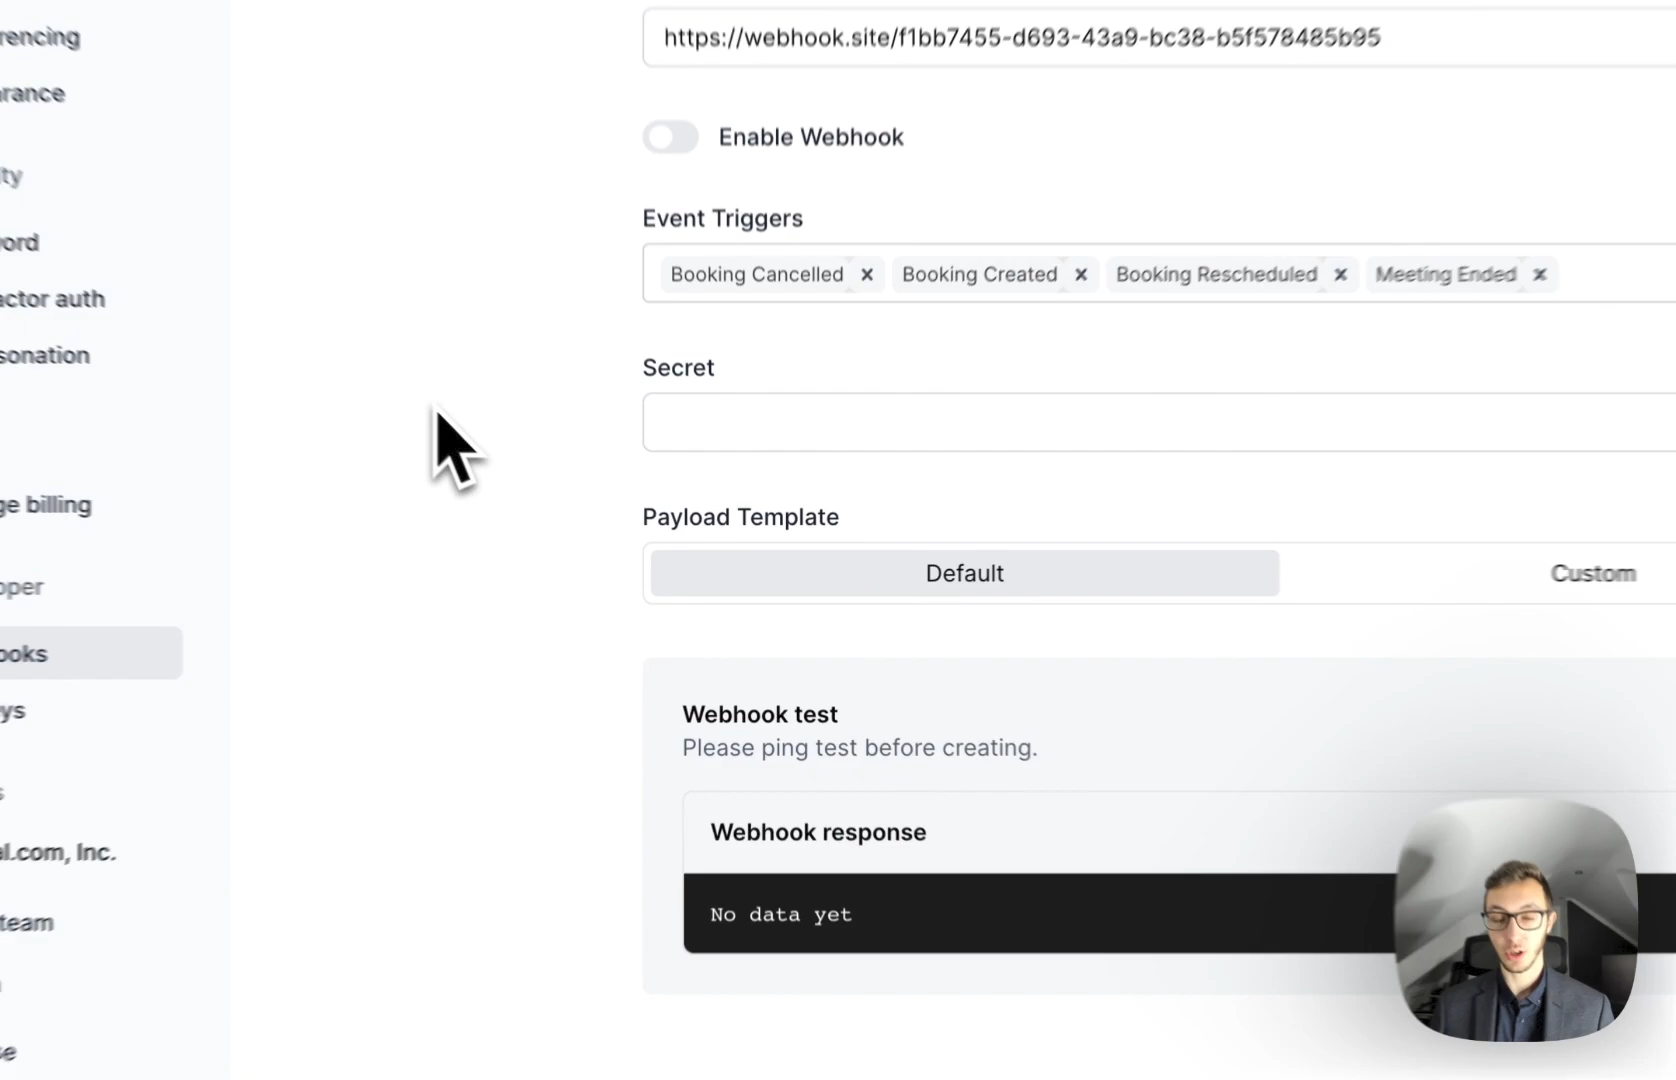 rencing
rance
ty
ord
actor auth
sonation
ge billing
oper
ooks
ys
s
al.com, Inc.
team
e
https://webhook.site/f1bb7455-d693-43a9-bc38-b5f578485b95
Enable Webhook
Event Triggers
Booking Cancelled × Booking Created × Booking Rescheduled × Meeting Ended ×
Secret
Payload Template
Default Custom
Webhook test
Please ping test before creating.
Webhook response
No data yet